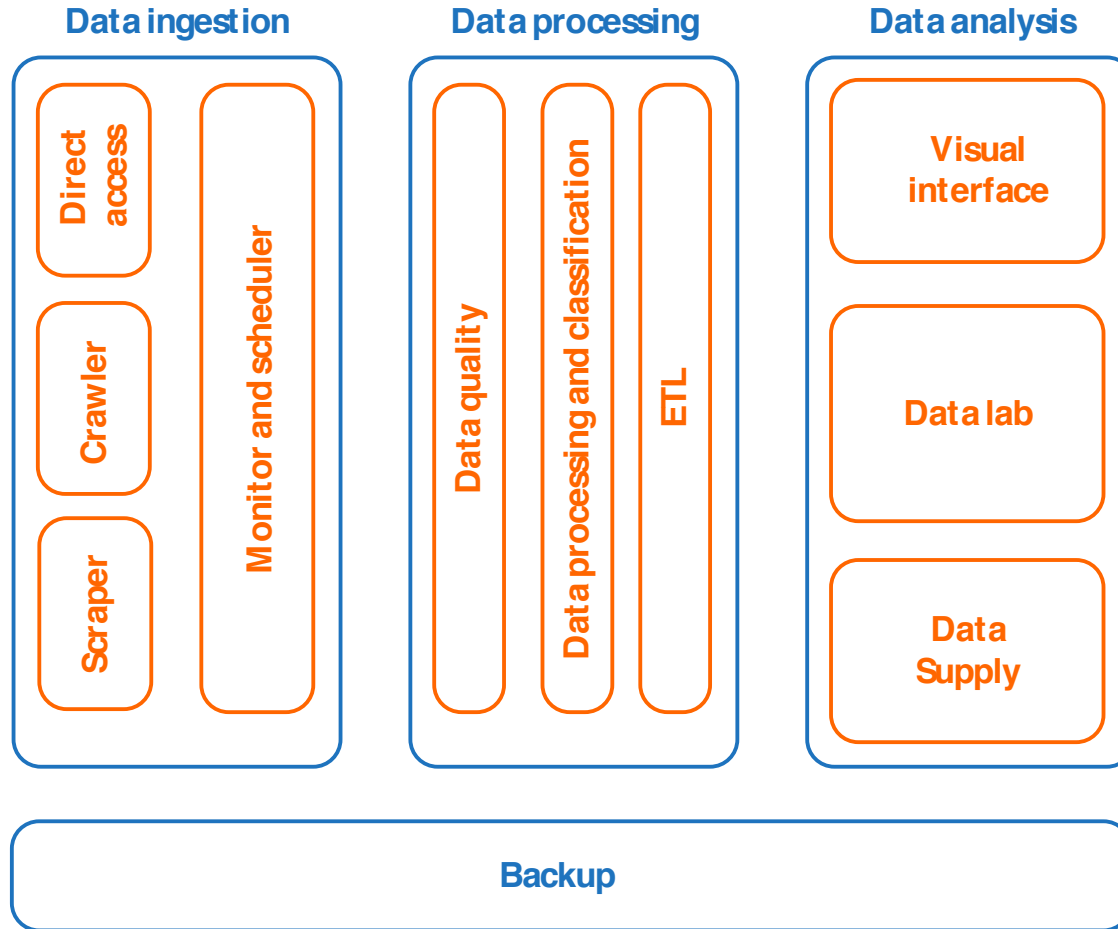 Data ingestion
Data processing
Data analysis
Direct
access
Crawler
Scraper
Monitor and scheduler
Data quality
Data processing and classification
ETL
Visual
interface
Data lab
Data
Supply
Backup